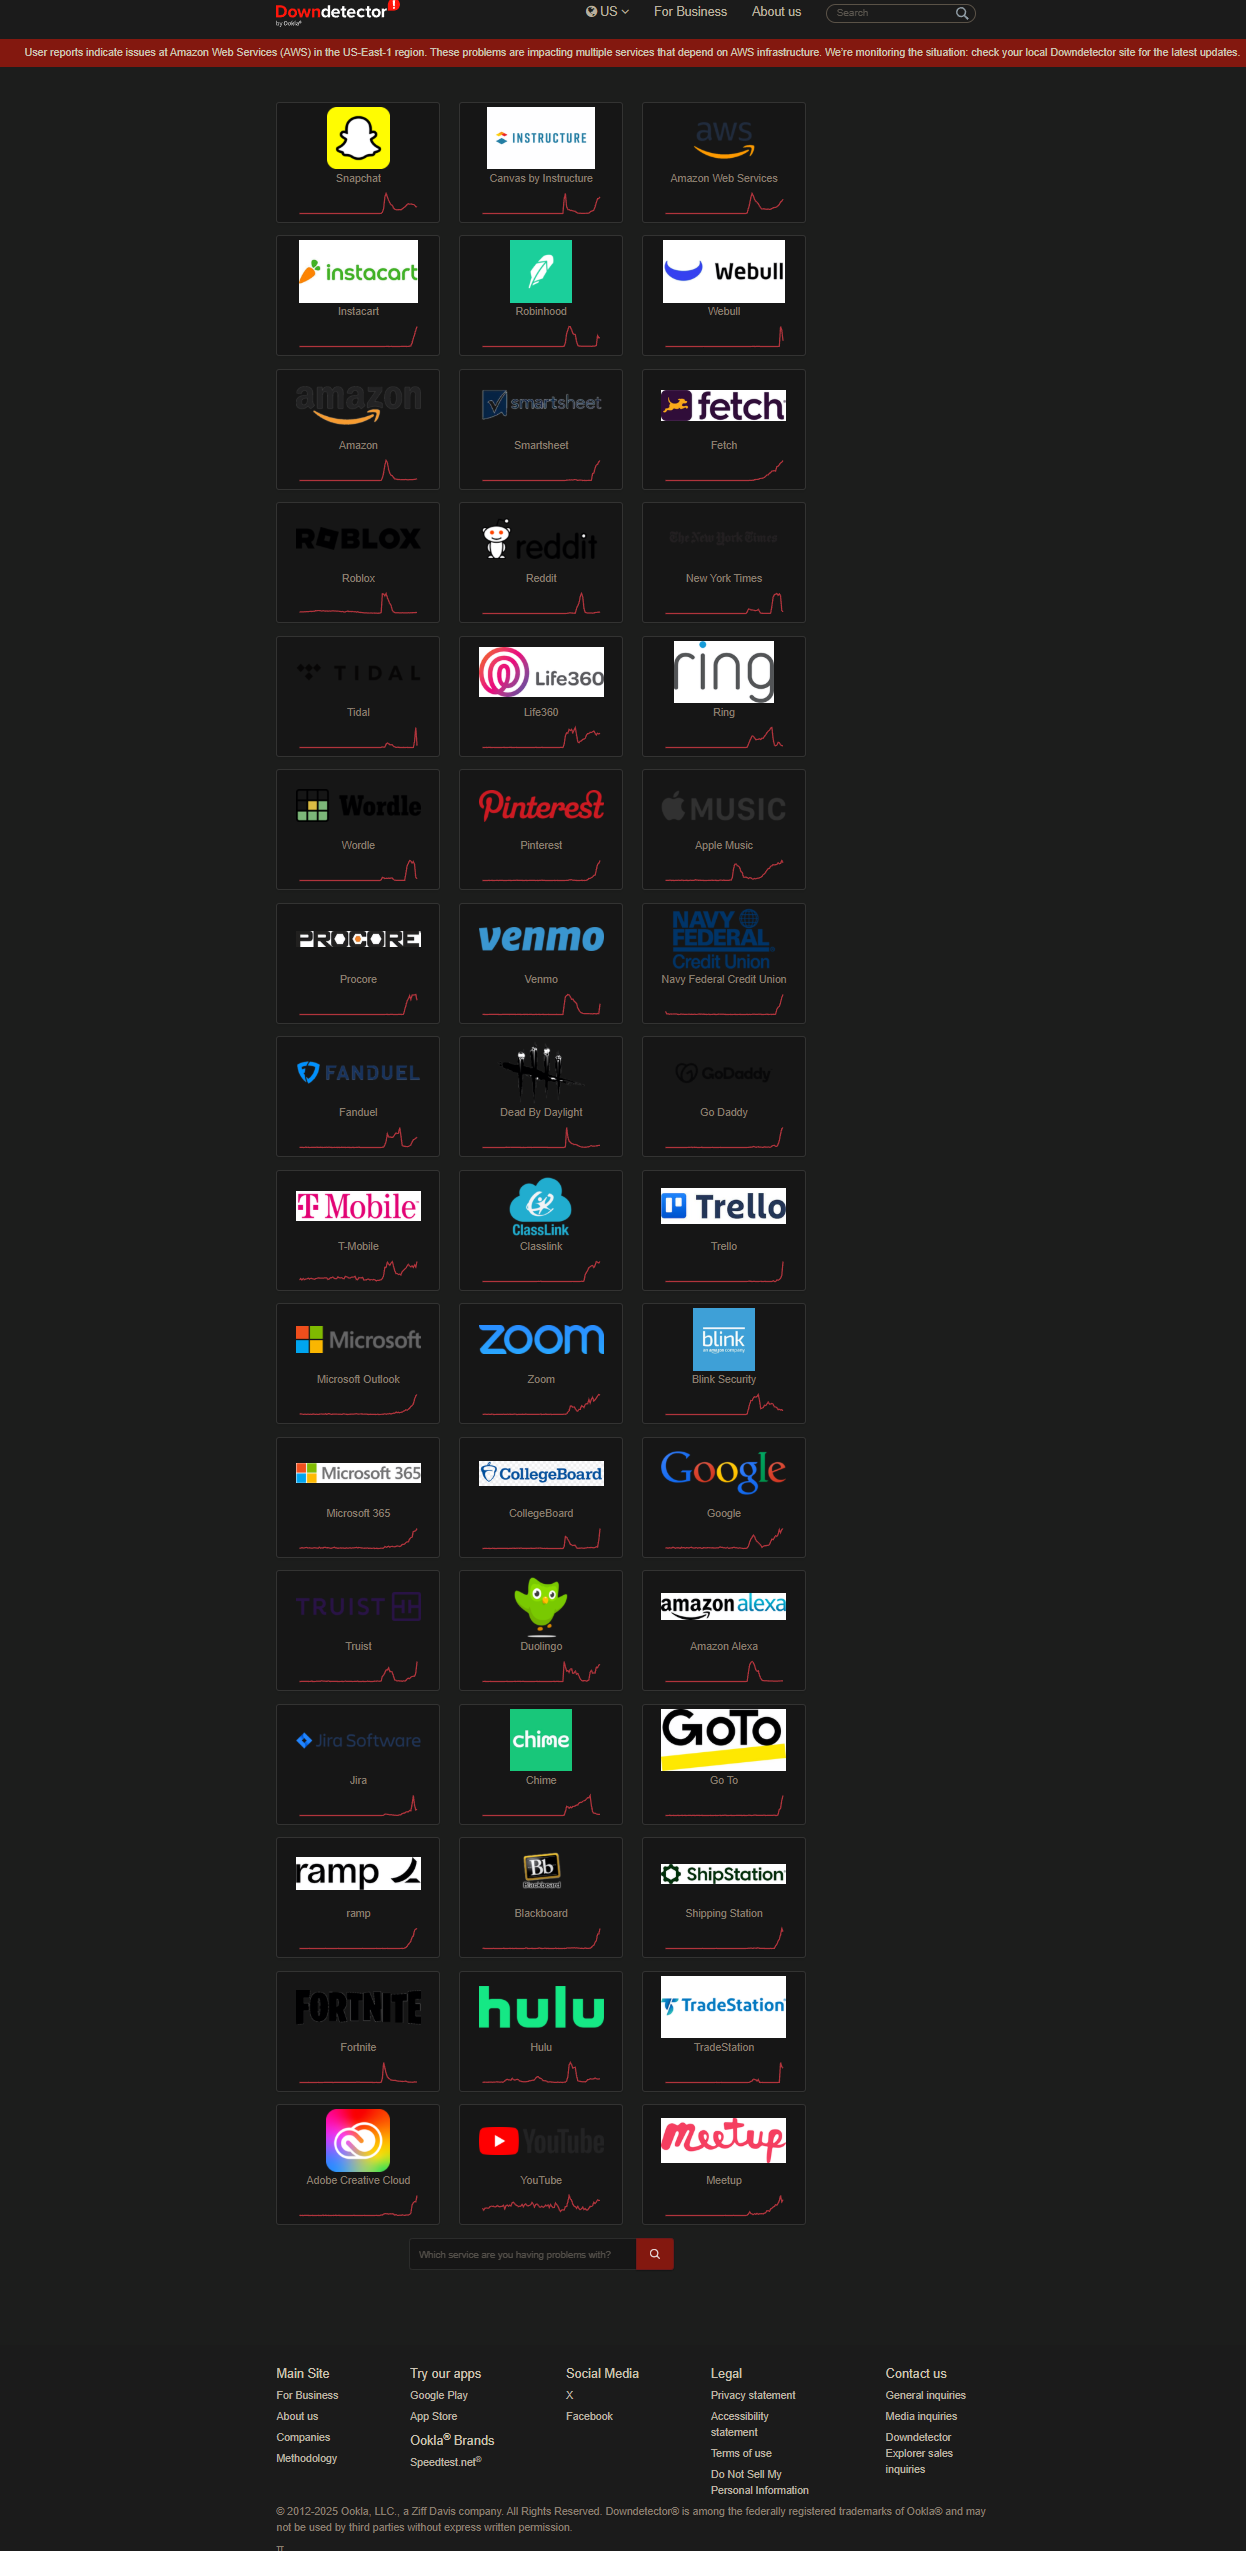 Downdetector
by Ookla®
US
For Business
About us
Search
User reports indicate issues at Amazon Web Services (AWS) in the US-East-1 region. These problems are impacting multiple services that depend on AWS infrastructure. We're monitoring the situation: check your local Downdetector site for the latest updates.
Snapchat
INSTRUCTURE
Canvas by Instructure
aws
Amazon Web Services
instacart
Instacart
Robinhood
Webull
Webull
amazon
Amazon
smartsheet
Smartsheet
fetch
Fetch
ROBLOX
Roblox
reddit
Reddit
The New York Times
New York Times
TIDAL
Tidal
Life360
Life360
ring
Ring
Wordle
Wordle
Pinterest
Pinterest
MUSIC
Apple Music
PROCORE
Procore
venmo
Venmo
NAVY
FEDERAL
Credit Union
Navy Federal Credit Union
FANDUEL
Fanduel
Dead By Daylight
GoDaddy
Go Daddy
T Mobile
T-Mobile
ClassLink
Classlink
Trello
Trello
Microsoft
Microsoft Outlook
zoom
Zoom
blink
an amazon company
Blink Security
Microsoft 365
Microsoft 365
CollegeBoard
CollegeBoard
Google
Google
TRUIST
Truist
Duolingo
amazon alexa
Amazon Alexa
Jira Software
Jira
chime
Chime
GoTo
Go To
ramp
ramp
Bb
Blackboard
Blackboard
ShipStation
Shipping Station
FORTNITE
Fortnite
hulu
Hulu
TradeStation
TradeStation
Adobe Creative Cloud
YouTube
YouTube
Meetup
Meetup
Which service are you having problems with?
Main Site
For Business
About us
Companies
Methodology
Try our apps
Google Play
App Store
Ookla® Brands
Speedtest.net®
Social Media
X
Facebook
Legal
Privacy statement
Accessibility
statement
Terms of use
Do Not Sell My
Personal Information
Contact us
General inquiries
Media inquiries
Downdetector
Explorer sales
inquiries
© 2012-2025 Ookla, LLC., a Ziff Davis company. All Rights Reserved. Downdetector® is among the federally registered trademarks of Ookla® and may
not be used by third parties without express written permission.